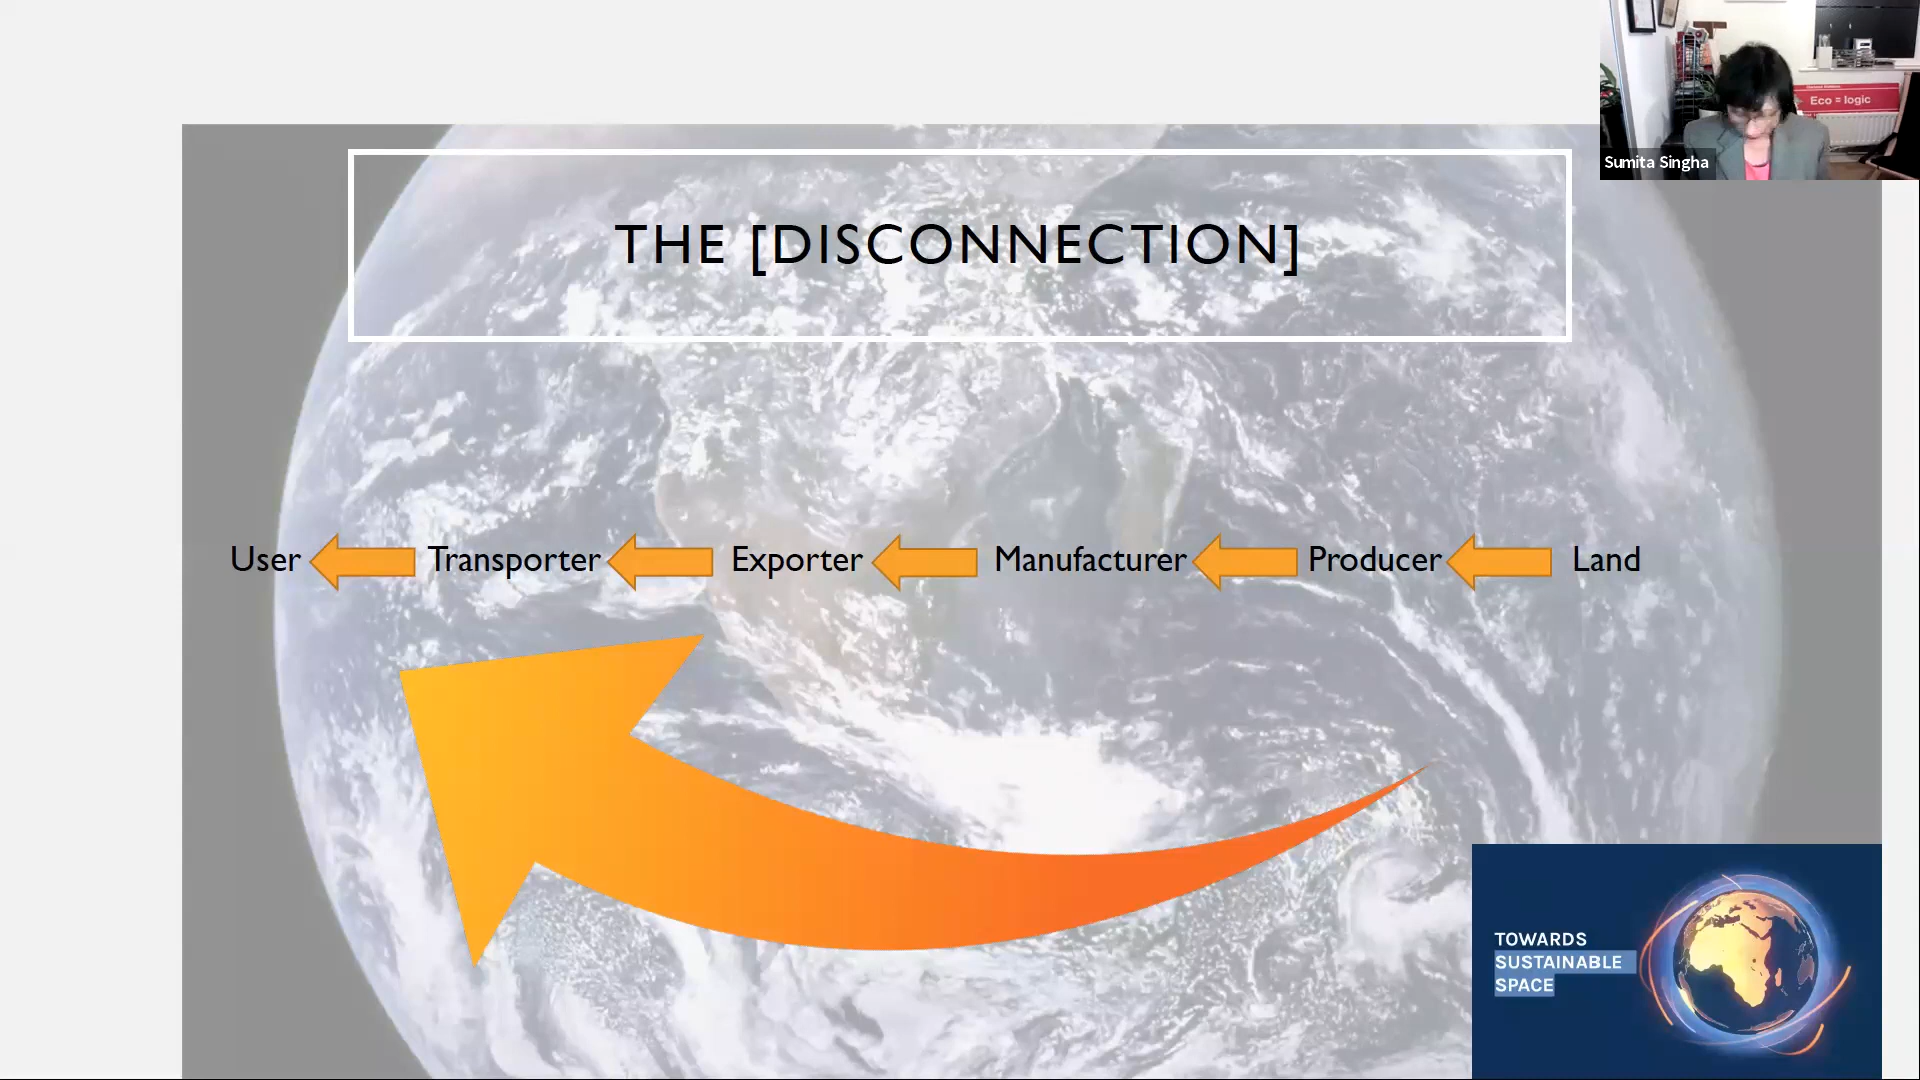 Eco = logic
Sumita Singha
THE [DISCONNECTION]
User Transporter Exporter Manufacturer Producer Land
TOWARDS
SUSTAINABLE
SPACE